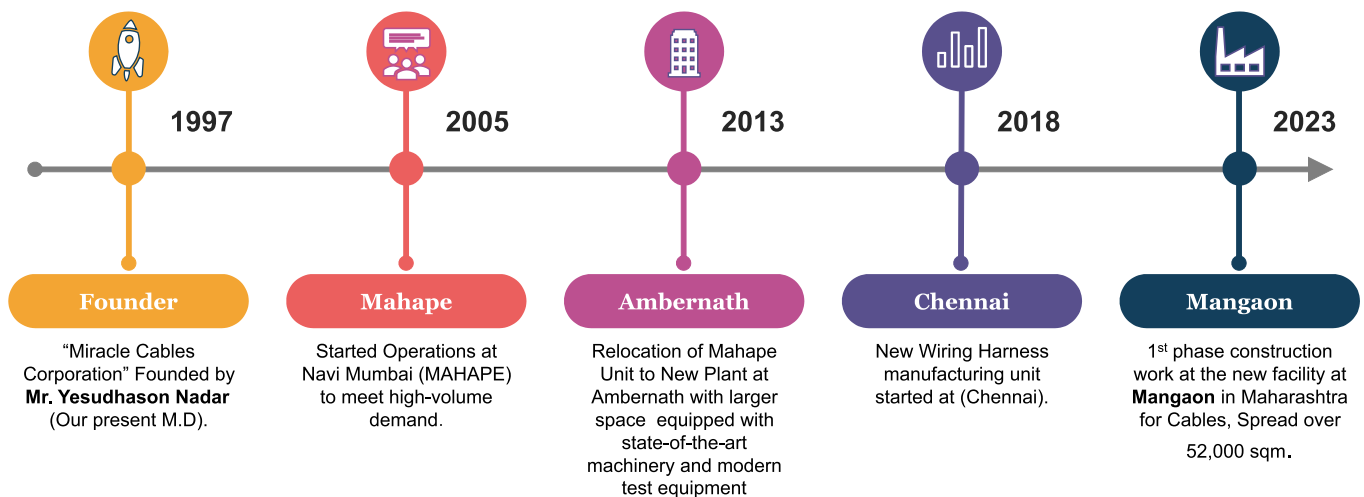 1997
2005
2013
2018
2023
Founder
Mahape
Ambernath
Chennai
Mangaon
“Miracle Cables
Corporation” Founded by
Mr. Yesudhason Nadar
(Our present M.D).
Started Operations at
Navi Mumbai (MAHAPE)
to meet high-volume
demand.
Relocation of Mahape
Unit to New Plant at
Ambernath with larger
space equipped with
state-of-the-art
machinery and modern
test equipment
New Wiring Harness
manufacturing unit
started at (Chennai).
1st phase construction
work at the new facility at
Mangaon in Maharashtra
for Cables, Spread over
52,000 sqm.